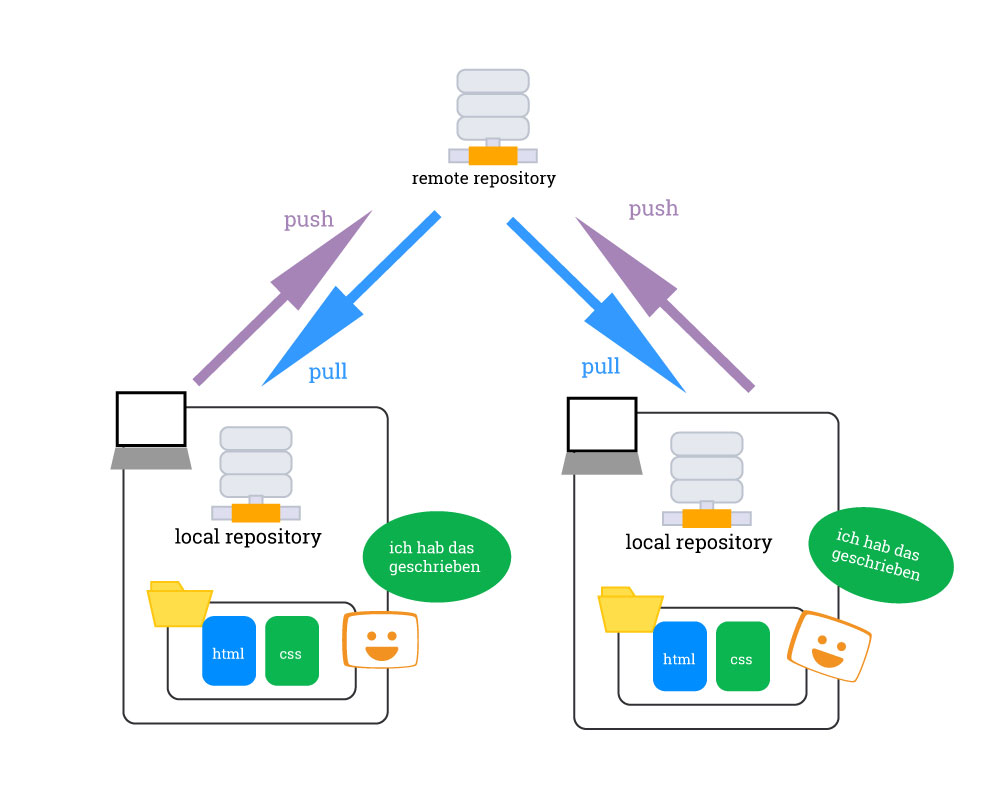 remote repository
push
push
pull
pull
local repository
ich hab das
geschrieben
html
css
local repository
ich hab das
geschrieben
html
css